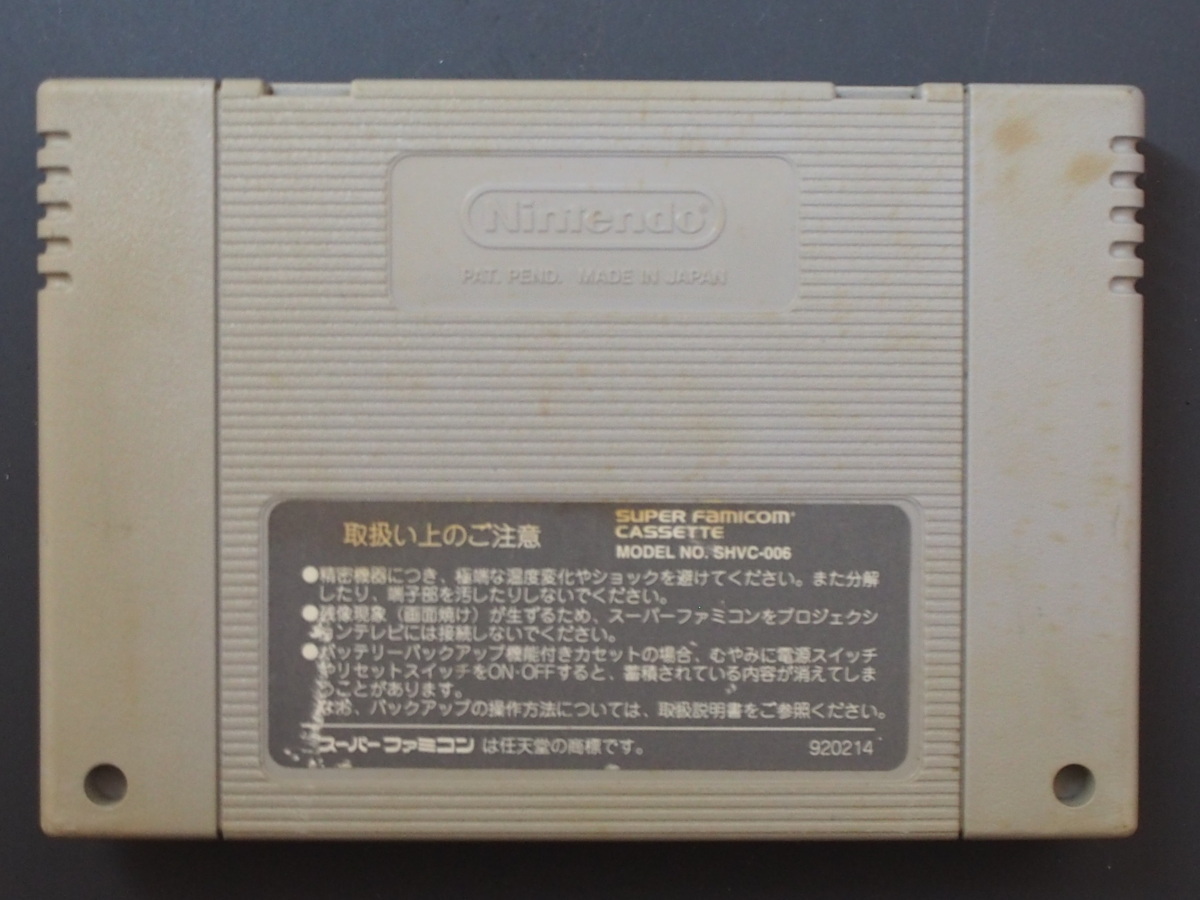 Nintendo
PAT. PEND. MADE IN JAPAN
取扱い上のご注意
SUPER FAMICOM
CASSETTE
MODEL NO. SHVC-006
●精密機器につき、極端な温度変化やショックを避けてください。また分解
したり、端子部を汚したりしないでください。
●残像現象（画面焼け）が生ずるため、スーパーファミコンをプロジェクシ
ョンテレビには接続しないでください。
●バッテリーバックアップ機能付きカセットの場合、むやみに電源スイッチ
やリセットスイッチをON・OFFすると、蓄積されている内容が消えてしま
うことがあります。
なお、バックアップの操作方法については、取扱説明書をご参照ください。
スーパーファミコン は任天堂の商標です。
920214